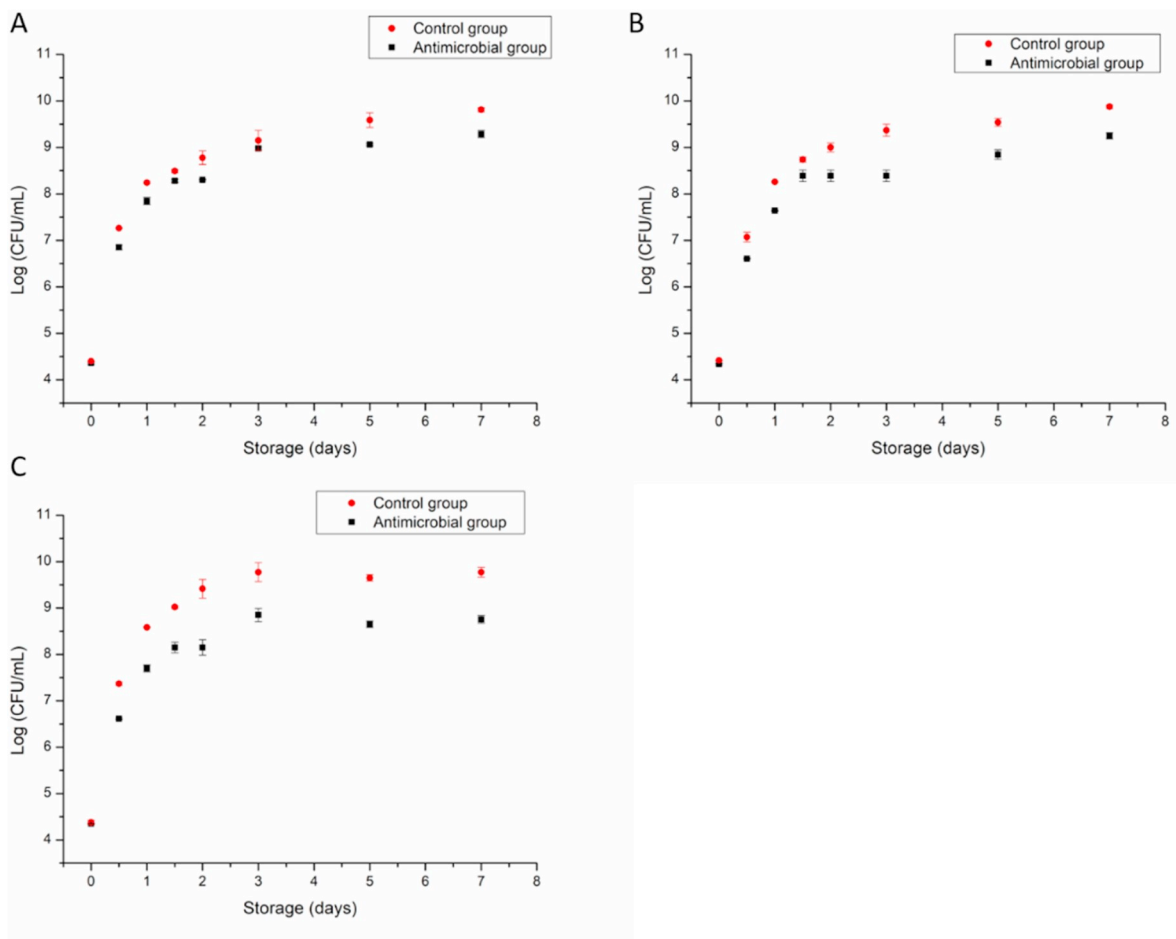 A
Control group
Antimicrobial group
11
10
9
8
7
6
5
4
Log (CFU/mL)
0 1 2 3 4 5 6 7 8
Storage (days)
B
Control group
Antimicrobial group
11
10
9
8
7
6
5
4
Log (CFU/mL)
0 1 2 3 4 5 6 7 8
Storage (days)
C
Control group
Antimicrobial group
11
10
9
8
7
6
5
4
Log (CFU/mL)
0 1 2 3 4 5 6 7 8
Storage (days)